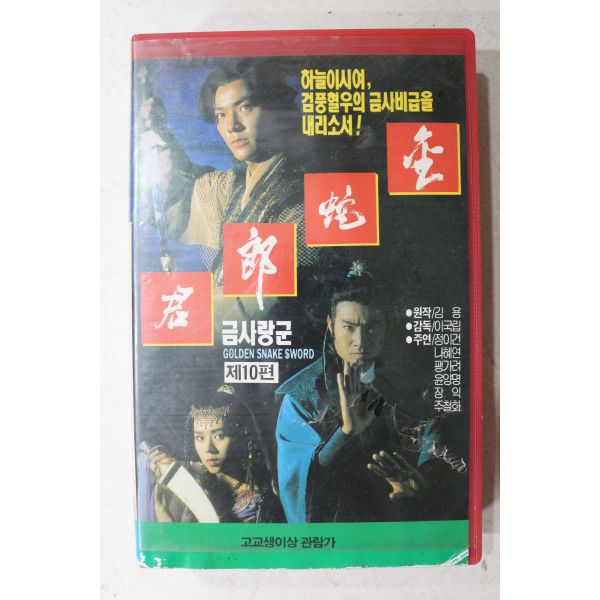 하늘이시여,
검풍혈우의 금사비급을
내리소서!
金
蛇
郎
君
금사랑군
GOLDEN SNAKE SWORD
제10편
●원작/김 용
●감독/이국립
●주연/정이건
나혜연
팽가려
윤양명
장 익
주철화
고교생이상 관람가